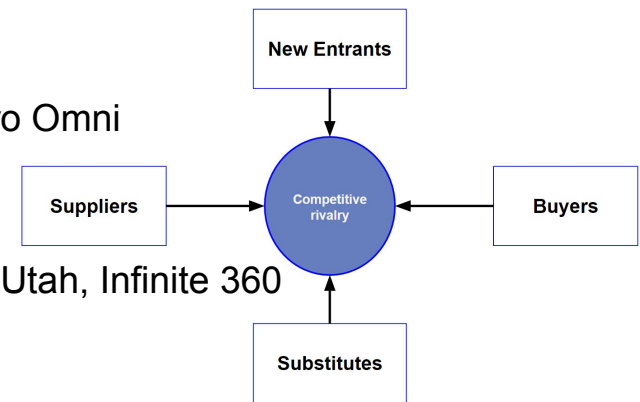 New Entrants
o Omni
Suppliers
Competitive
rivalry
Buyers
Utah, Infinite 360
Substitutes